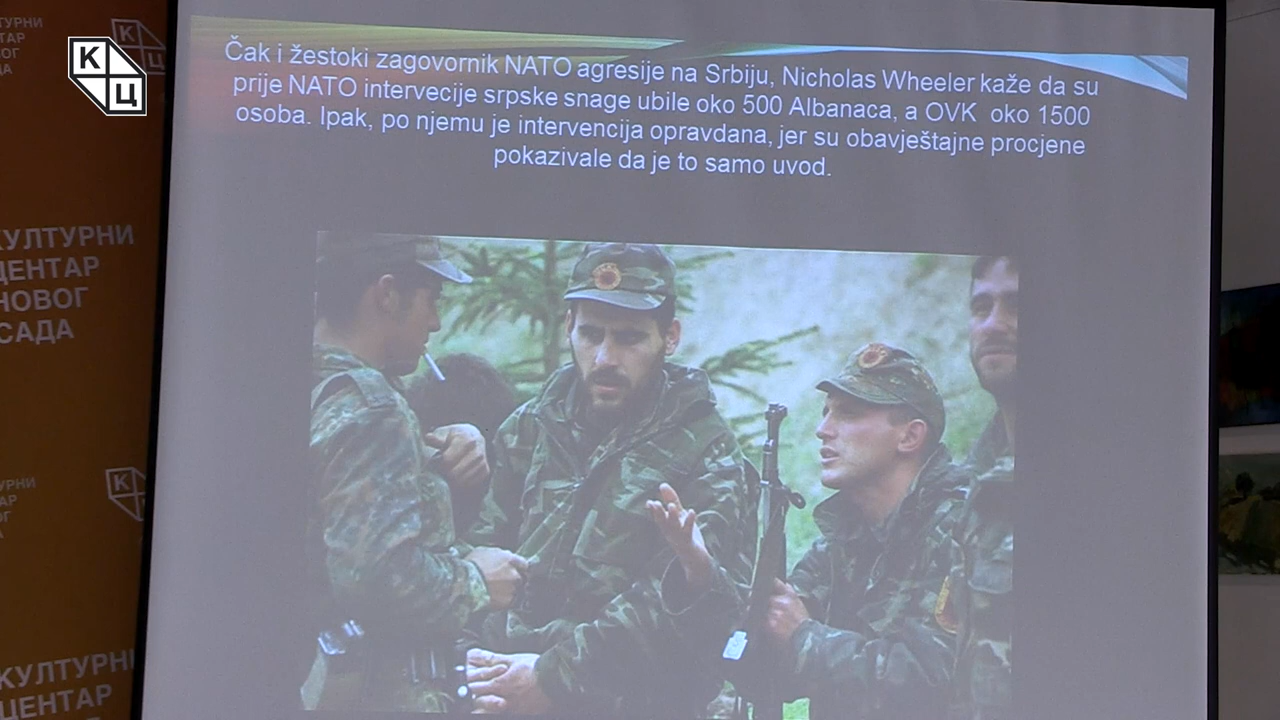 К
Ц
Čak i žestoki zagovornik NATO agresije na Srbiju, Nicholas Wheeler kaže da su
prije NATO intervecije srpske snage ubile oko 500 Albanaca, a OVK oko 1500
osoba. Ipak, po njemu je intervencija opravdana, jer su obavještajne procjene
pokazivale da je to samo uvod.
КУЛТУРНИ
ЦЕНТАР
НОВОГ
САДА
К
Ц
КУЛТУРНИ
ЦЕНТАР